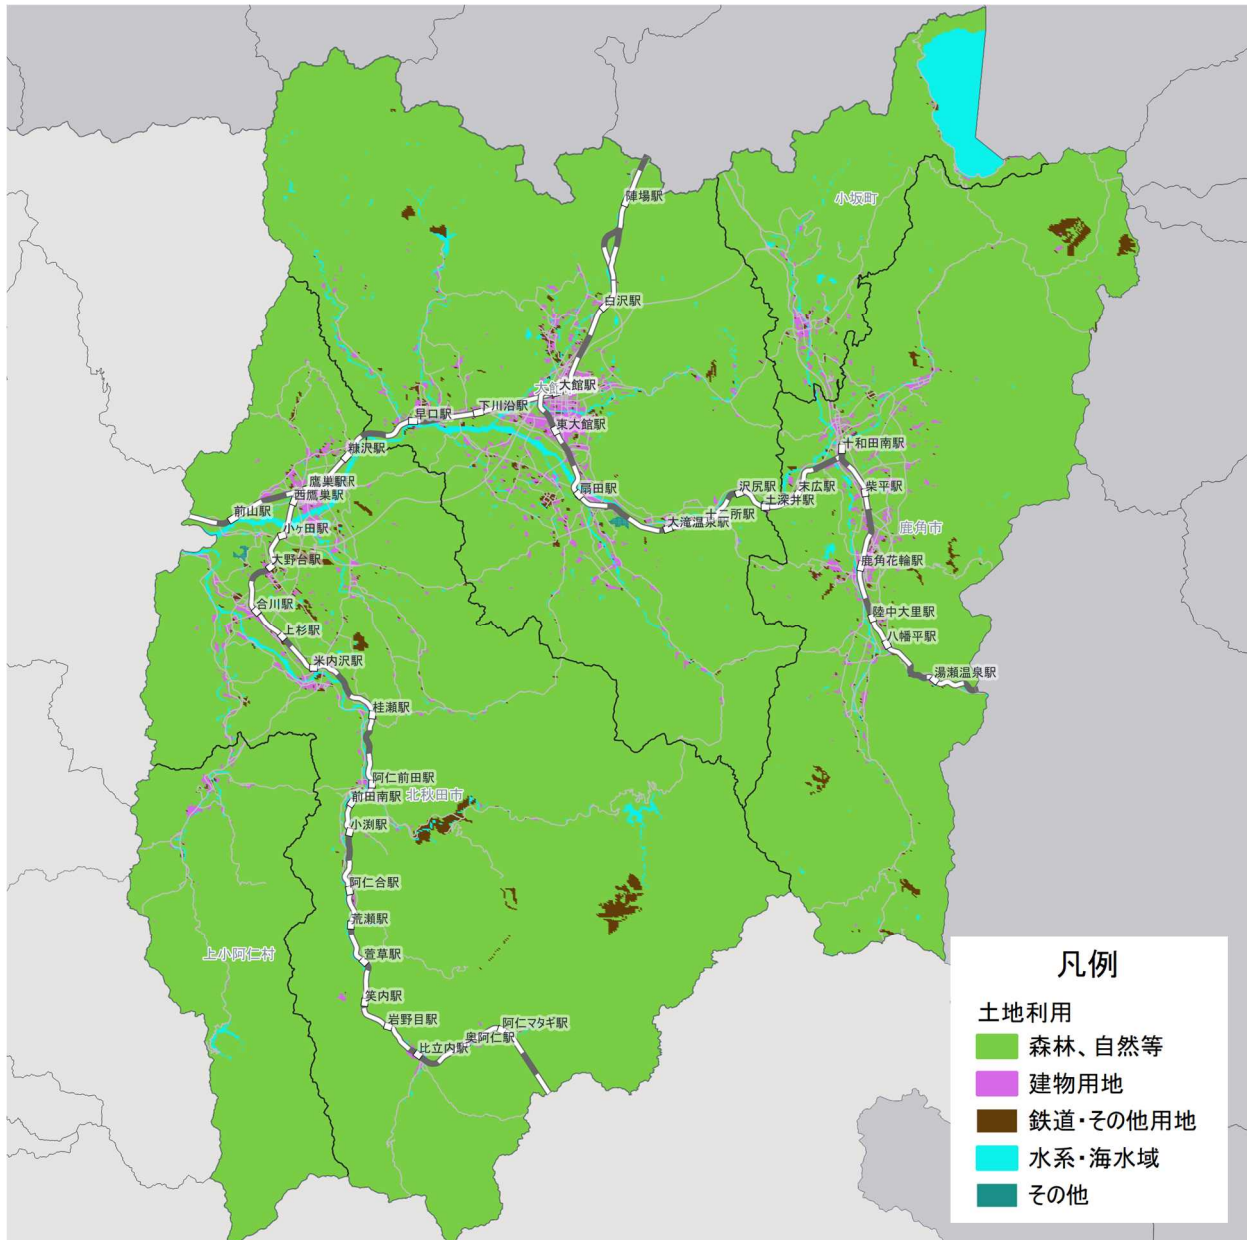 陣場駅
小坂町
白沢駅
大館駅
下川沿駅
早口駅
東大館駅
十和田南駅
糠沢駅
鷹巣駅
西鷹巣駅
扇田駅
沢尻駅
末広駅
柴平駅
前山駅
土深井駅
十二所駅
大滝温泉駅
小ヶ田駅
鹿角市
大野台駅
鹿角花輪駅
合川駅
陸中大里駅
上杉駅
八幡平駅
米内沢駅
湯瀬温泉駅
桂瀬駅
阿仁前田駅
北秋田市
前田南駅
小渕駅
阿仁合駅
荒瀬駅
上小阿仁村
萱草駅
笑内駅
岩野目駅
阿仁マタギ駅
奥阿仁駅
比立内駅
凡例
土地利用
森林、自然等
建物用地
鉄道・その他用地
水系・海水域
その他